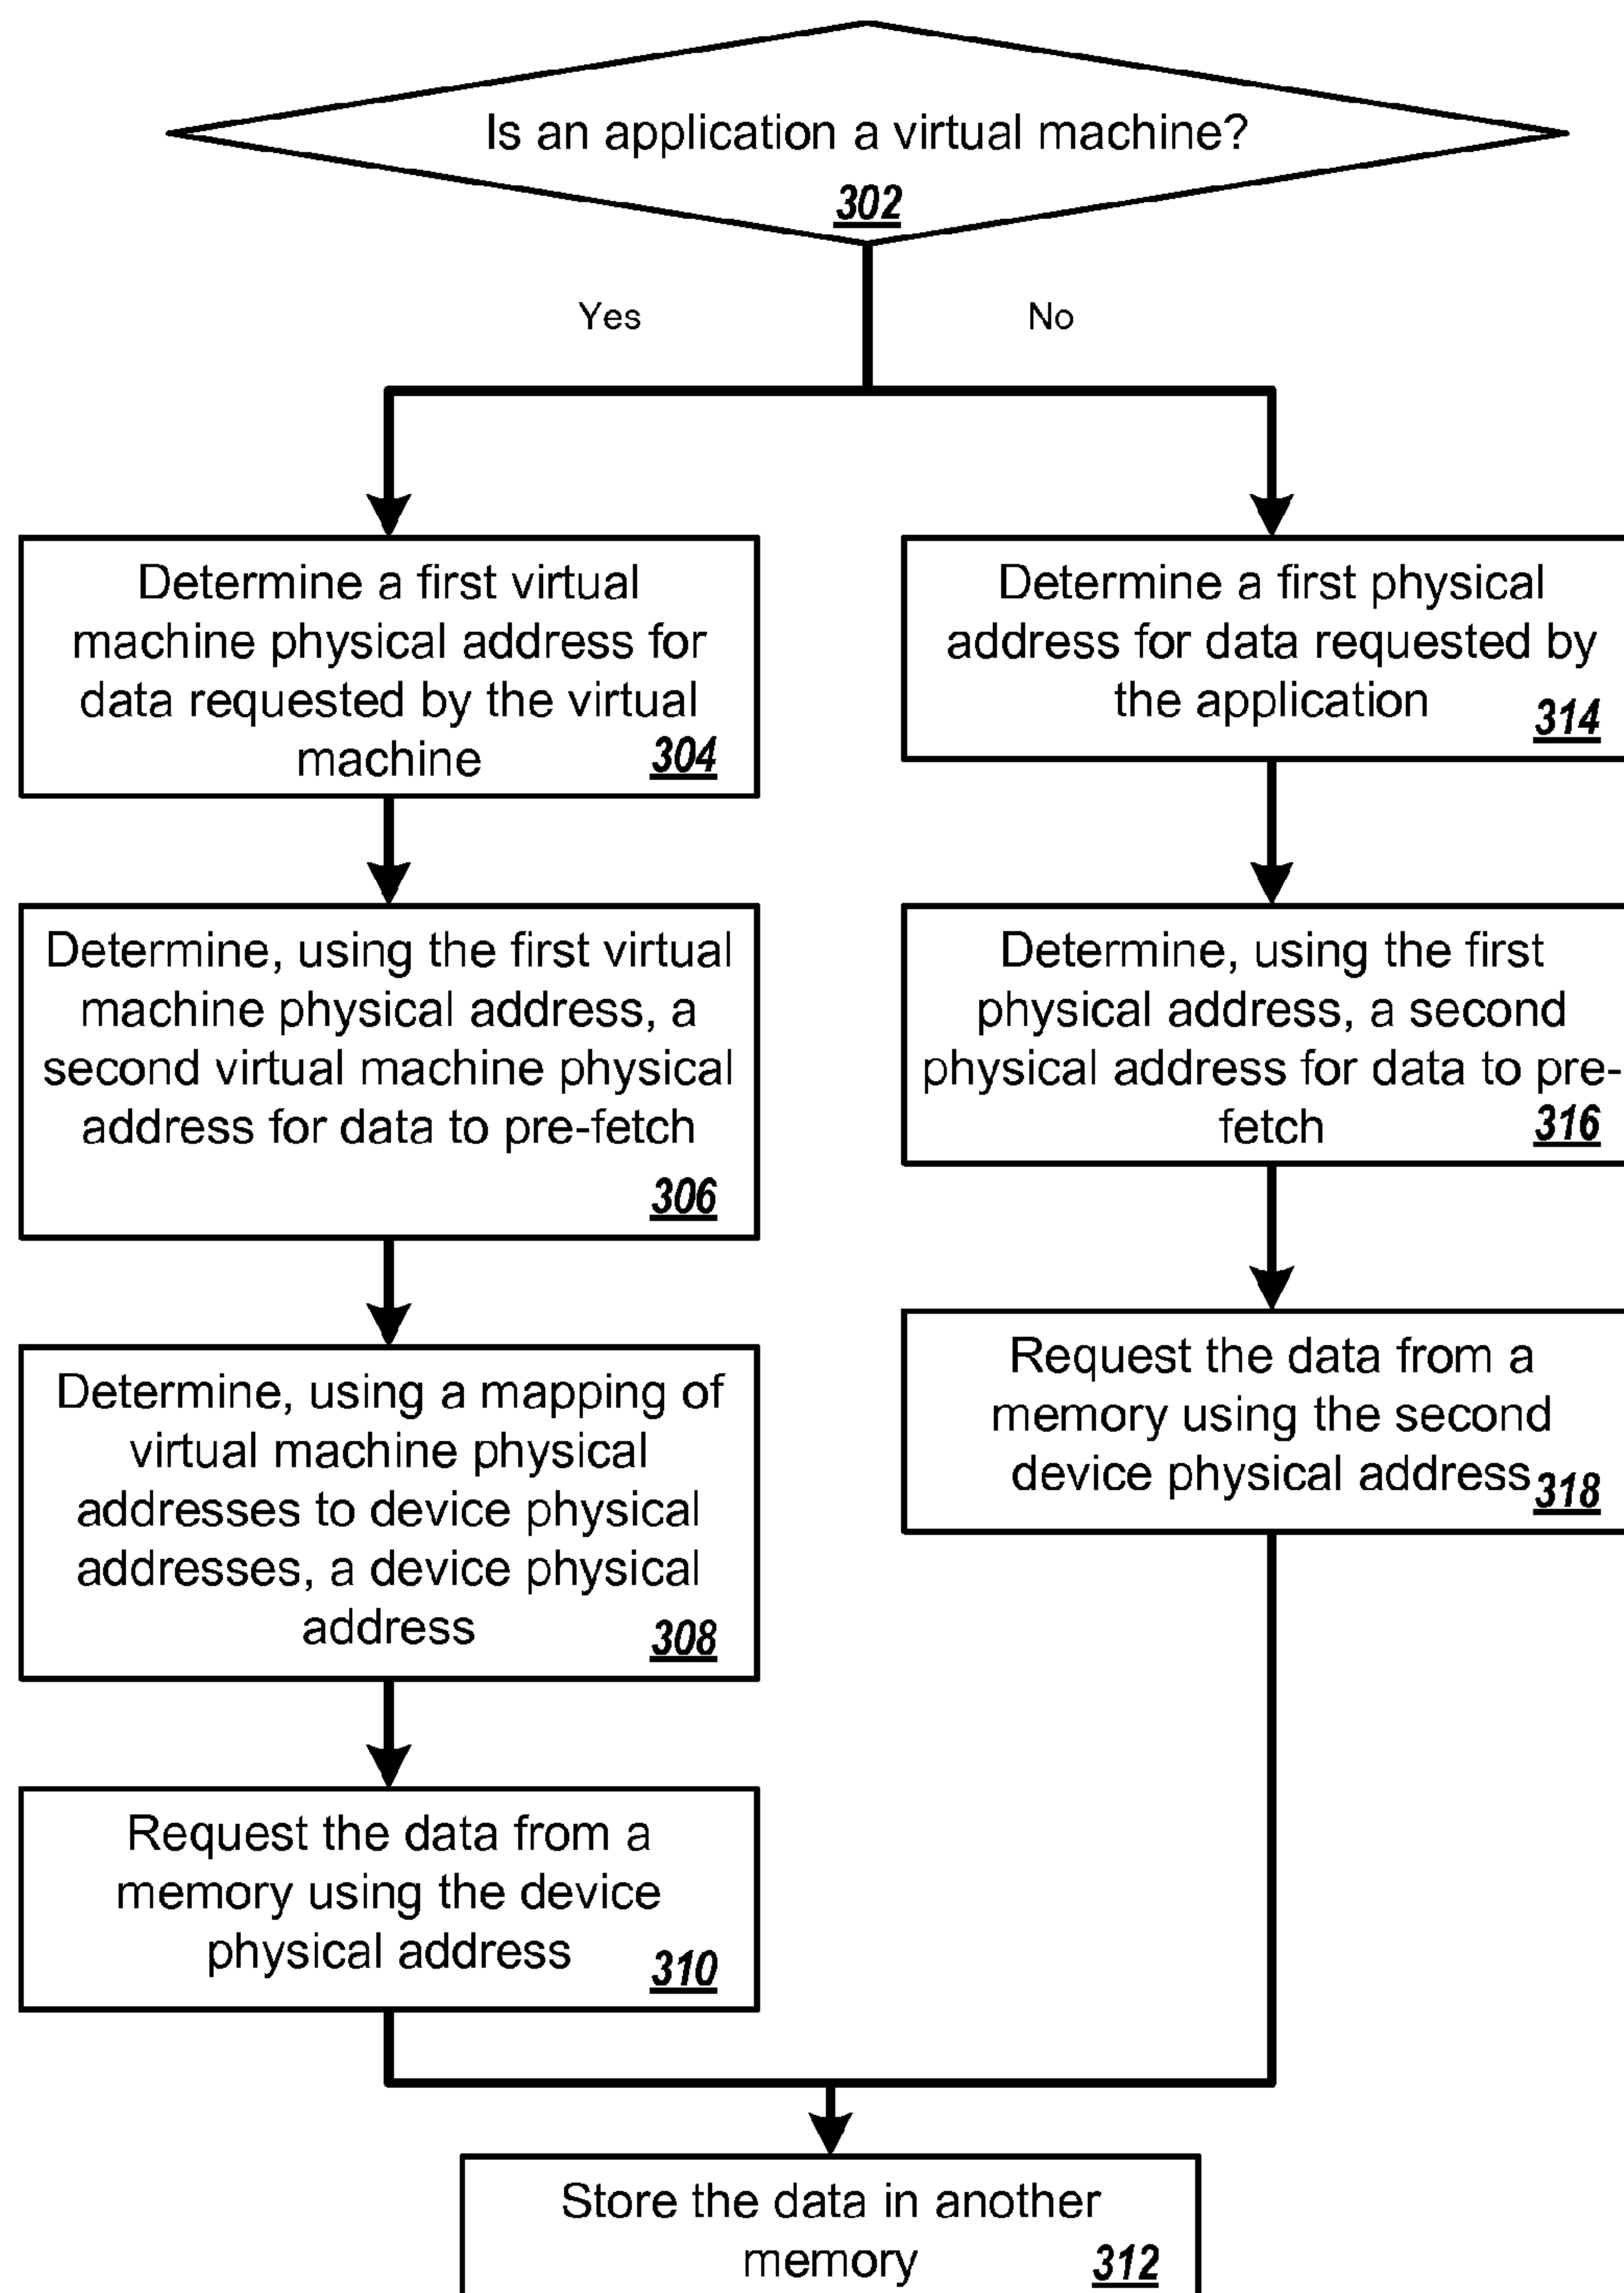 Is an application a virtual machine?
302
Yes
No
Determine a first virtual
machine physical address for
data requested by the virtual
machine
304
Determine, using the first virtual
machine physical address, a
second virtual machine physical
address for data to pre-fetch
306
Determine, using a mapping of
virtual machine physical
addresses to device physical
addresses, a device physical
address
308
Request the data from a
memory using the device
physical address
310
Determine a first physical
address for data requested by
the application
314
Determine, using the first
physical address, a second
physical address for data to pre-
fetch
316
Request the data from a
memory using the second
device physical address
318
Store the data in another
memory
312